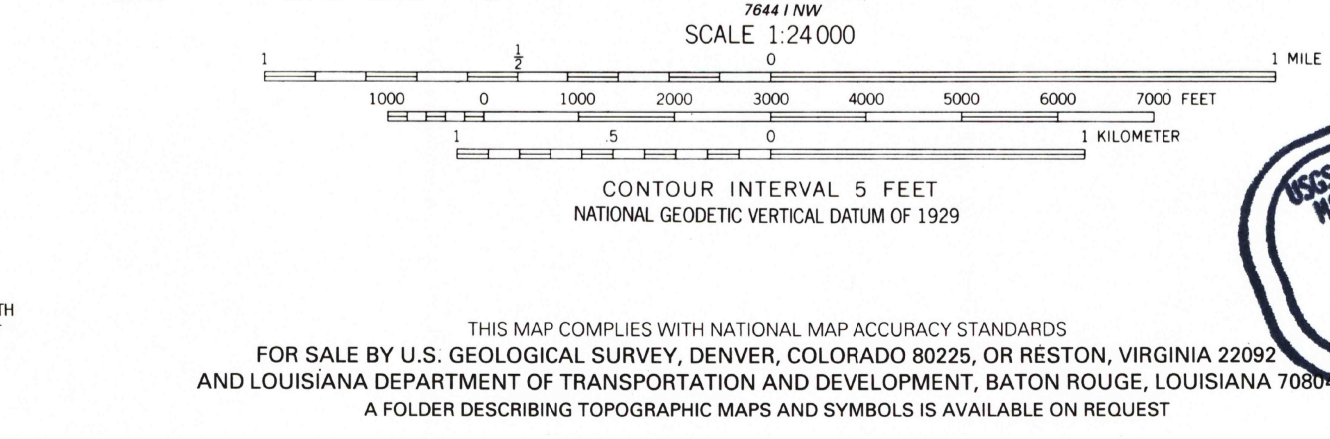 7644 I NW
SCALE 1:24 000
1 ½ 0 1 MILE
1000 0 1000 2000 3000 4000 5000 6000 7000 FEET
1 .5 0 1 KILOMETER
CONTOUR INTERVAL 5 FEET
NATIONAL GEODETIC VERTICAL DATUM OF 1929
USGS
TH
THIS MAP COMPLIES WITH NATIONAL MAP ACCURACY STANDARDS
FOR SALE BY U.S. GEOLOGICAL SURVEY, DENVER, COLORADO 80225, OR RESTON, VIRGINIA 22092
AND LOUISIANA DEPARTMENT OF TRANSPORTATION AND DEVELOPMENT, BATON ROUGE, LOUISIANA 70804
A FOLDER DESCRIBING TOPOGRAPHIC MAPS AND SYMBOLS IS AVAILABLE ON REQUEST